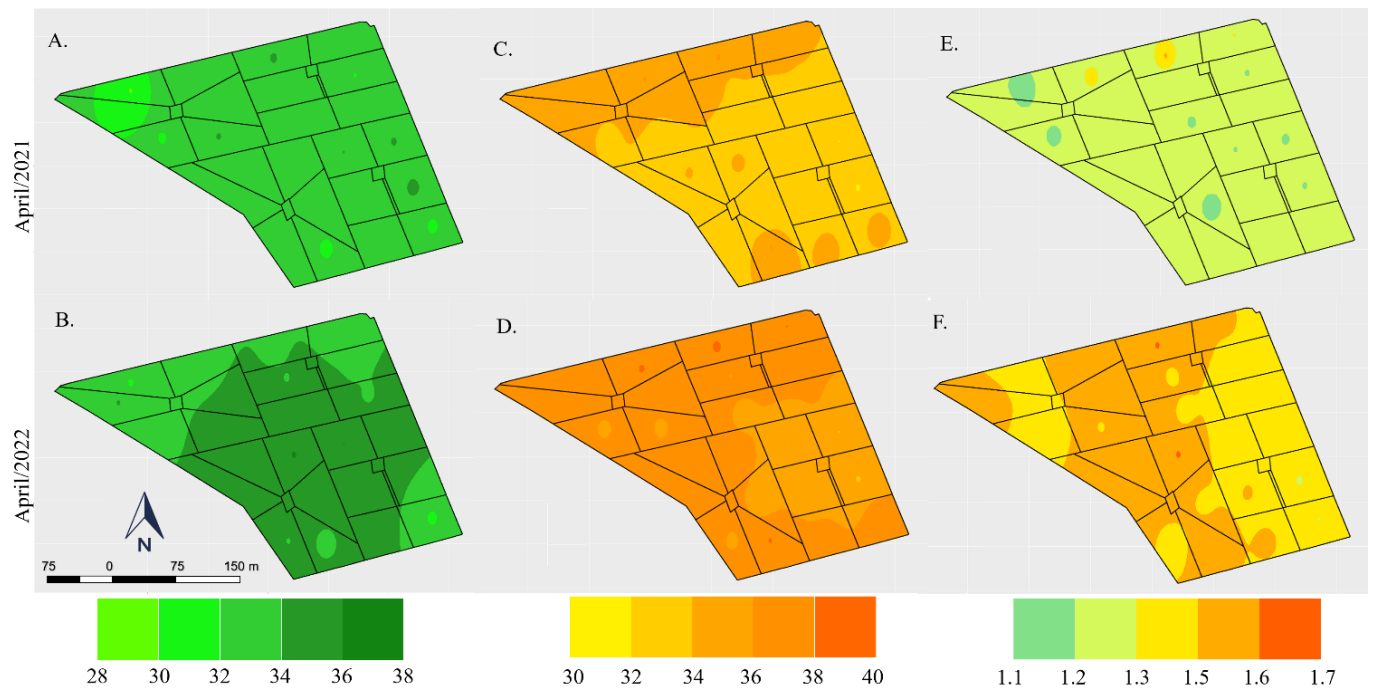 A.
C.
E.
April/2021
B.
D.
F.
April/2022
N
75 0 75 150 m
28 30 32 34 36 38
30 32 34 36 38 40
1.1 1.2 1.3 1.5 1.6 1.7